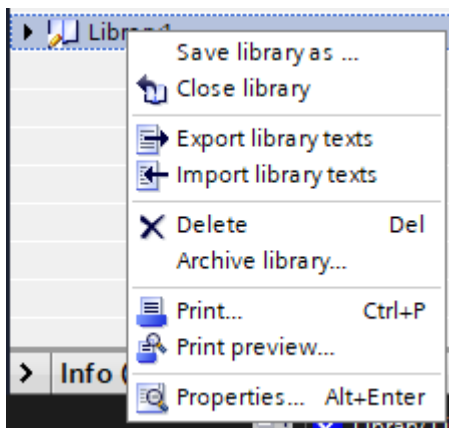 Library1
Save library as ...
Close library
Export library texts
Import library texts
Delete Del
Archive library...
Print... Ctrl+P
Print preview...
Info (
Properties... Alt+Enter